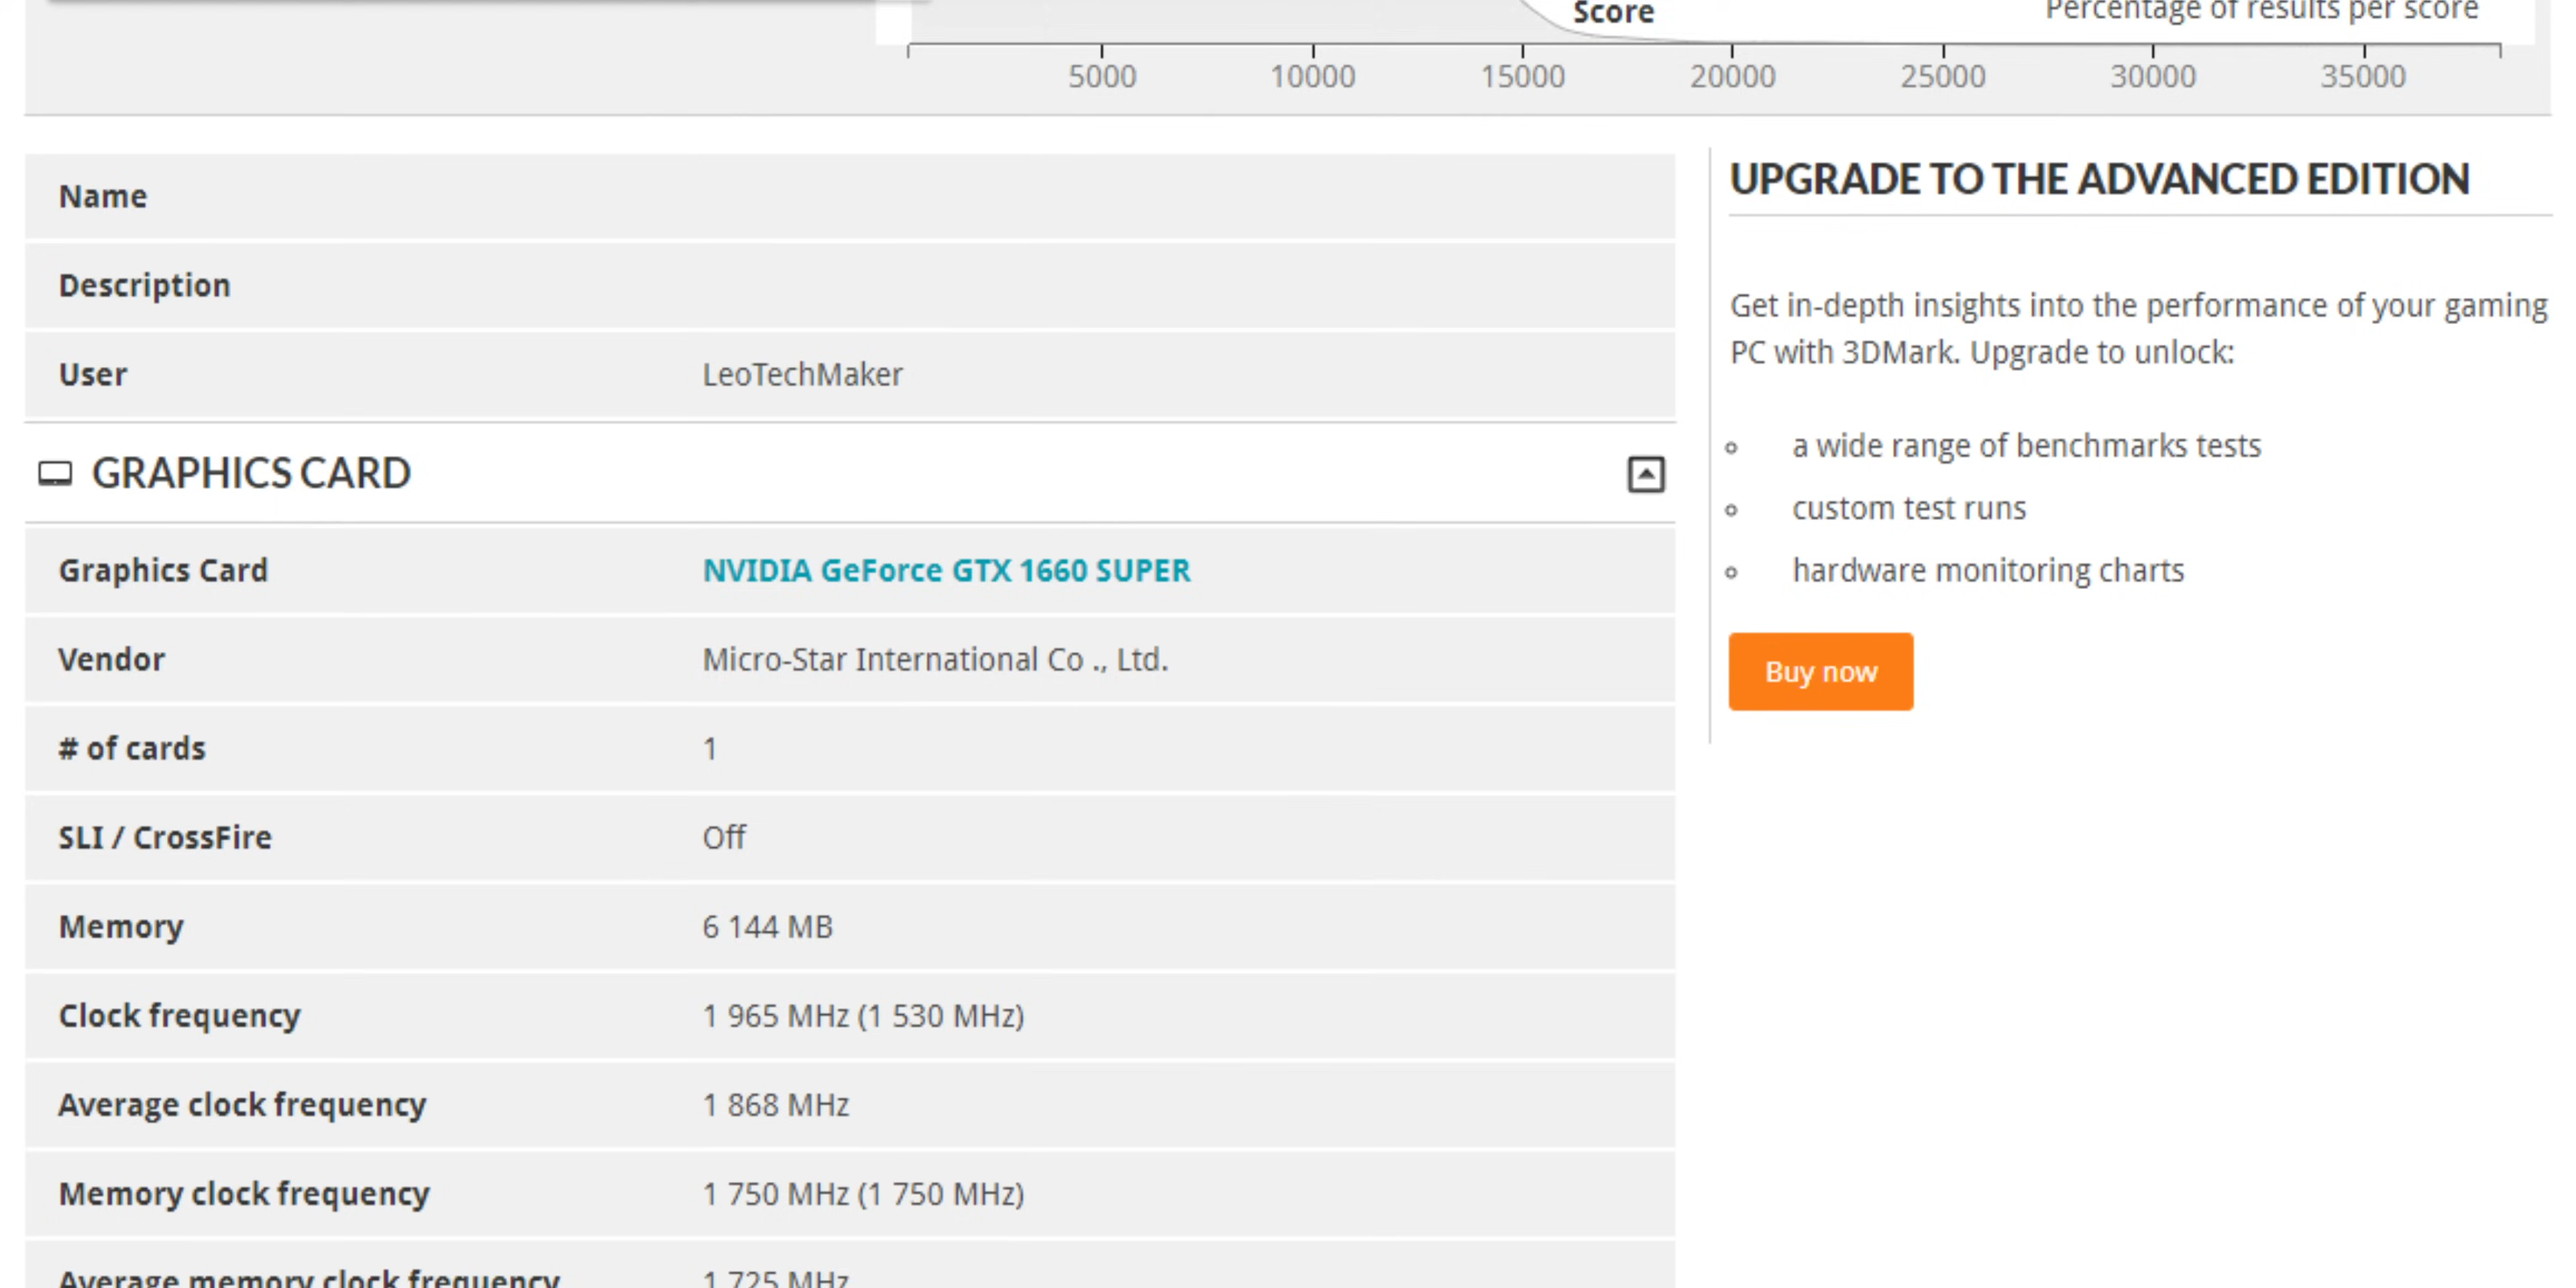 Score
Percentage of results per score
5000 10000 15000 20000 25000 30000 35000
Name
Description
User LeoTechMaker
GRAPHICS CARD
Graphics Card NVIDIA GeForce GTX 1660 SUPER
Vendor Micro-Star International Co ., Ltd.
# of cards 1
SLI / CrossFire Off
Memory 6 144 MB
Clock frequency 1 965 MHz (1 530 MHz)
Average clock frequency 1 868 MHz
Memory clock frequency 1 750 MHz (1 750 MHz)
Average memory clock frequency 1 725 MHz
UPGRADE TO THE ADVANCED EDITION
Get in-depth insights into the performance of your gaming
PC with 3DMark. Upgrade to unlock:
a wide range of benchmarks tests
custom test runs
hardware monitoring charts
Buy now